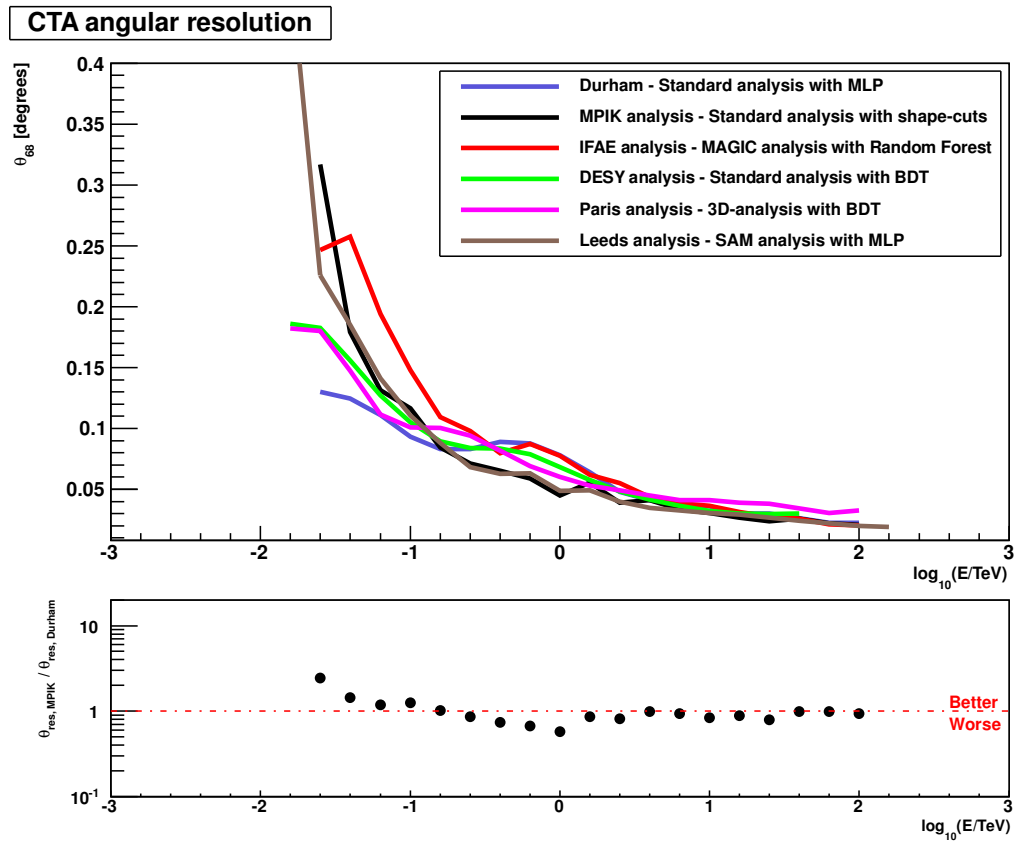 CTA angular resolution
θ68 [degrees]
0.4
0.35
0.3
0.25
0.2
0.15
0.1
0.05
Durham - Standard analysis with MLP
MPIK analysis - Standard analysis with shape-cuts
IFAE analysis - MAGIC analysis with Random Forest
DESY analysis - Standard analysis with BDT
Paris analysis - 3D-analysis with BDT
Leeds analysis - SAM analysis with MLP
-3 -2 -1 0 1 2 3
log10(E/TeV)
θres, MPIK / θres, Durham
10
1
10-1
Better
Worse
-3 -2 -1 0 1 2 3
log10(E/TeV)